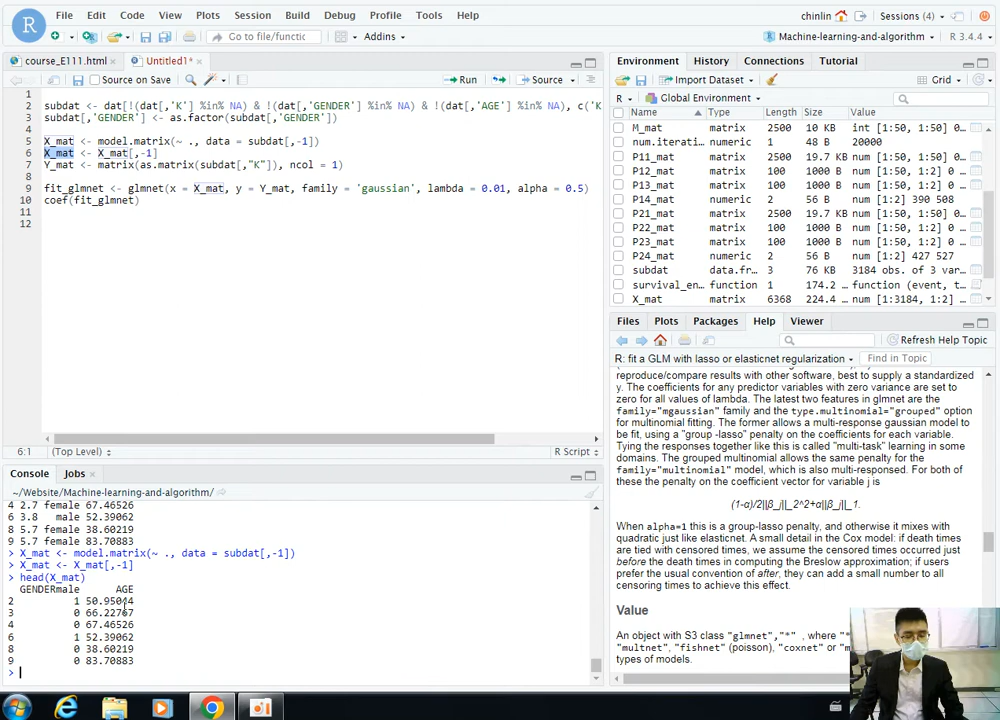 File Edit Code View Plots Session Build Debug Profile Tools Help
chinlin Sessions (4)
Go to file/functic Addins
Machine-learning-and-algorithm R 3.4.4
course_E111.html Untitled1*
Source on Save Run Source
1
2 subdat <- dat[!(dat[,'K'] %in% NA) & !(dat[,'GENDER'] %in% NA) & !(dat[,'AGE'] %in% NA), c('K
3 subdat[,'GENDER'] <- as.factor(subdat[,'GENDER'])
4
5 X_mat <- model.matrix(~ ., data = subdat[,-1])
6 X_mat <- X_mat[,-1]
7 Y_mat <- matrix(as.matrix(subdat[,"K"]), ncol = 1)
8
9 fit_glmnet <- glmnet(x = X_mat, y = Y_mat, family = 'gaussian', lambda = 0.01, alpha = 0.5)
10 coef(fit_glmnet)
11
12
6:1 (Top Level) R Script
Console Jobs
~/Website/Machine-learning-and-algorithm/
4 2.7 female 67.46526
6 3.8 male 52.39062
8 5.7 female 38.60219
9 5.7 female 83.70883
> X_mat <- model.matrix(~ ., data = subdat[,-1])
> X_mat <- X_mat[,-1]
> head(X_mat)
GENDERmale AGE
2 1 50.95044
3 0 66.22767
4 0 67.46526
6 1 52.39062
8 0 38.60219
9 0 83.70883
>
Environment History Connections Tutorial
Import Dataset Grid
R Global Environment
Name Type Length Size Value
M_mat matrix 2500 10 KB int [1:50, 1:50] 0 …
num.iterati… numeric 1 48 B 20000
P11_mat matrix 2500 19.7 KB num [1:50, 1:50] 0…
P12_mat matrix 100 1000 B num [1:50, 1:2] 0 …
P13_mat matrix 100 1000 B num [1:50, 1:2] 0 …
P14_mat numeric 2 56 B num [1:2] 390 508
P21_mat matrix 2500 19.7 KB num [1:50, 1:50] 0…
P22_mat matrix 100 1000 B num [1:50, 1:2] 0 …
P23_mat matrix 100 1000 B num [1:50, 1:2] 0 …
P24_mat numeric 2 56 B num [1:2] 427 527
subdat data.fr… 3 76 KB 3184 obs. of 3 var…
survival_en… function 1 174.2 … function (event, t…
X_mat matrix 6368 224.4 … num [1:3184, 1:2] …
Files Plots Packages Help Viewer
Refresh Help Topic
R: fit a GLM with lasso or elasticnet regularization Find in Topic
reproduce/compare results with other software, best to supply a standardized
y. The coefficients for any predictor variables with zero variance are set to
zero for all values of lambda. The latest two features in glmnet are the
family="mgaussian" family and the type.multinomial="grouped" option
for multinomial fitting. The former allows a multi-response gaussian model to
be fit, using a "group -lasso" penalty on the coefficients for each variable.
Tying the responses together like this is called "multi-task" learning in some
domains. The grouped multinomial allows the same penalty for the
family="multinomial" model, which is also multi-responsed. For both of
these the penalty on the coefficient vector for variable j is
(1-α)/2||β_j||_2^2+α||β_j||_2.
When alpha=1 this is a group-lasso penalty, and otherwise it mixes with
quadratic just like elasticnet. A small detail in the Cox model: if death times
are tied with censored times, we assume the censored times occurred just
before the death times in computing the Breslow approximation; if users
prefer the usual convention of after, they can add a small number to all
censoring times to achieve this effect.
Value
An object with S3 class "glmnet","*" , where "*
"multnet", "fishnet" (poisson), "coxnet" or "m
types of models.